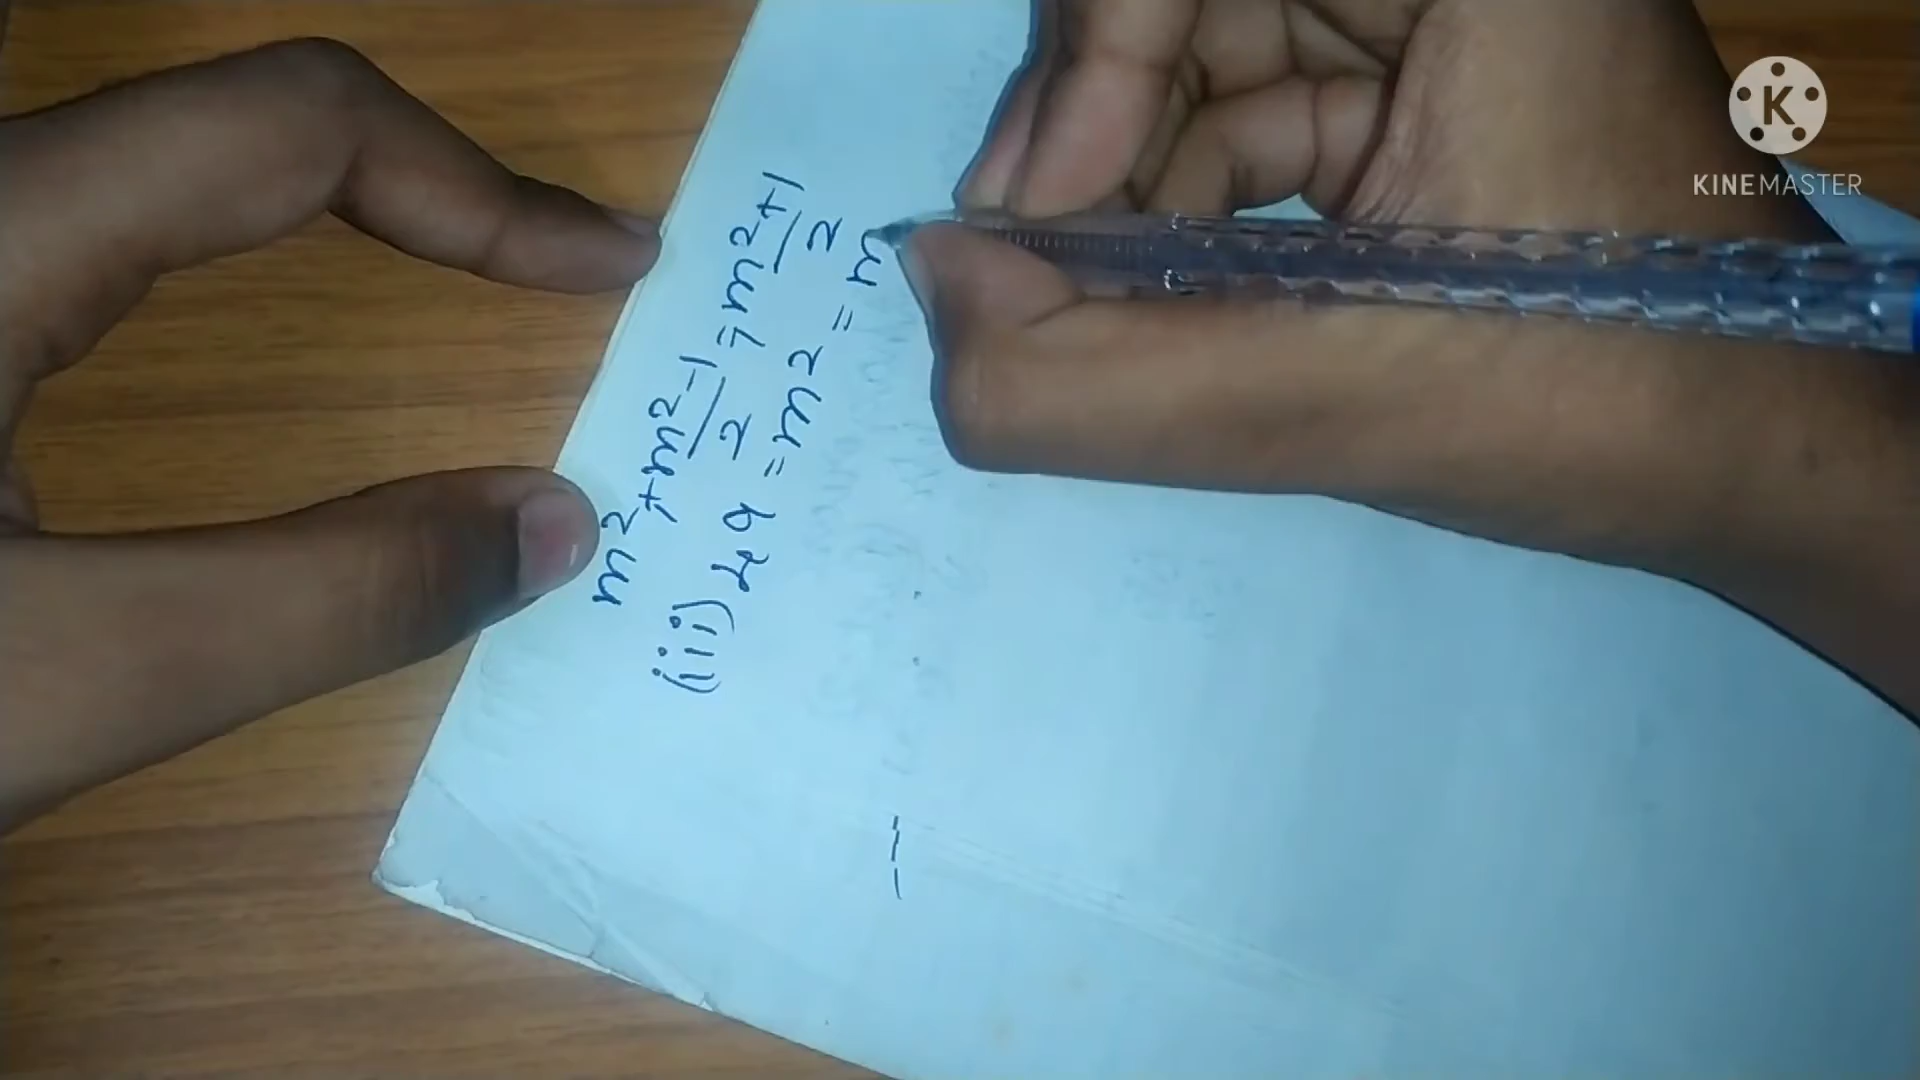 m², + (m²-1)/2 , m²+1/2
(iii) 49 = m² = m
KINEMASTER